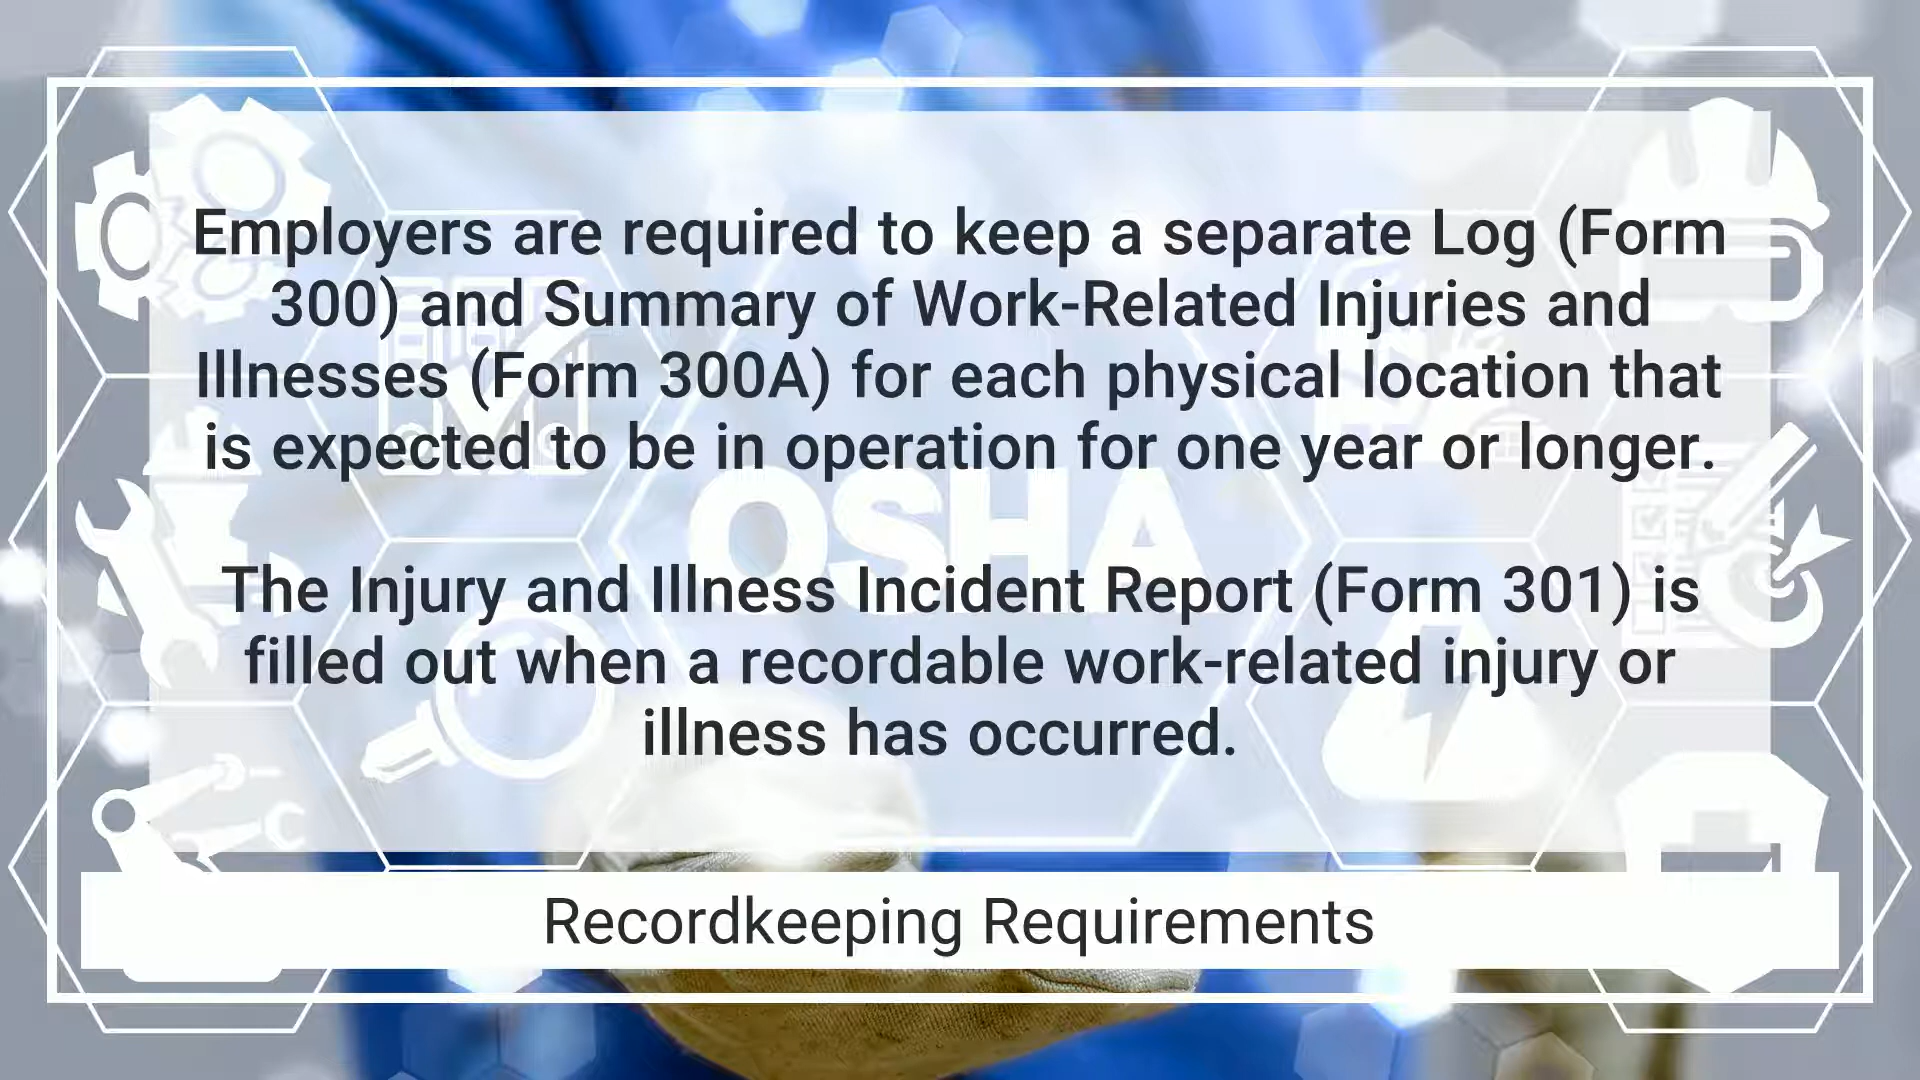 Employers are required to keep a separate Log (Form
300) and Summary of Work-Related Injuries and
Illnesses (Form 300A) for each physical location that
is expected to be in operation for one year or longer.
OSHA
The Injury and Illness Incident Report (Form 301) is
filled out when a recordable work-related injury or
illness has occurred.
Recordkeeping Requirements